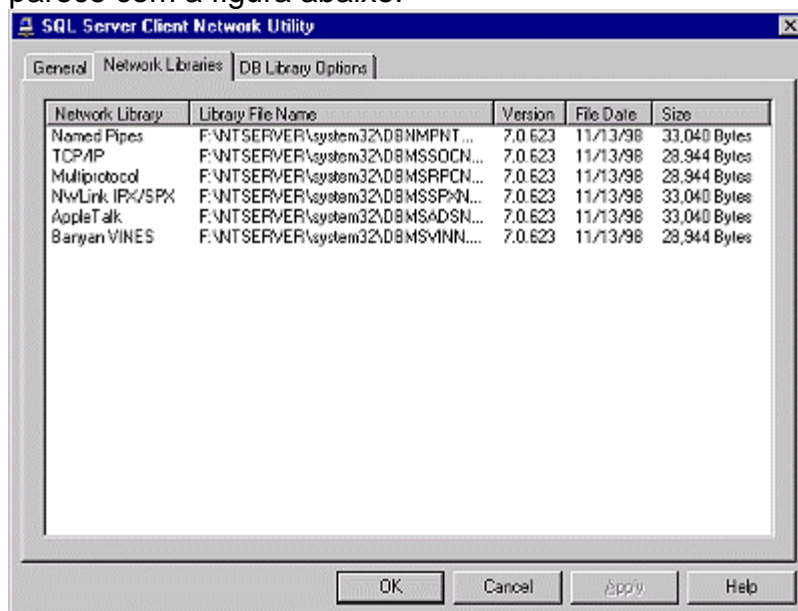 parece com a figura abaixo:
SQL Server Client Network Utility
General Network Libraries DB Library Options
Network Library Library File Name Version File Date Size
Named Pipes F:\NTSERVER\system32\DBNMPNT... 7.0.623 11/13/98 33,040 Bytes
TCP/IP F:\NTSERVER\system32\DBMSSOCN... 7.0.623 11/13/98 28,944 Bytes
Multiprotocol F:\NTSERVER\system32\DBMSRPCN... 7.0.623 11/13/98 28,944 Bytes
NWLink IPX/SPX F:\NTSERVER\system32\DBMSSPXN... 7.0.623 11/13/98 33,040 Bytes
AppleTalk F:\NTSERVER\system32\DBMSADSN... 7.0.623 11/13/98 33,040 Bytes
Banyan VINES F:\NTSERVER\system32\DBMSVINN.... 7.0.623 11/13/98 28,944 Bytes
OK Cancel Apply Help